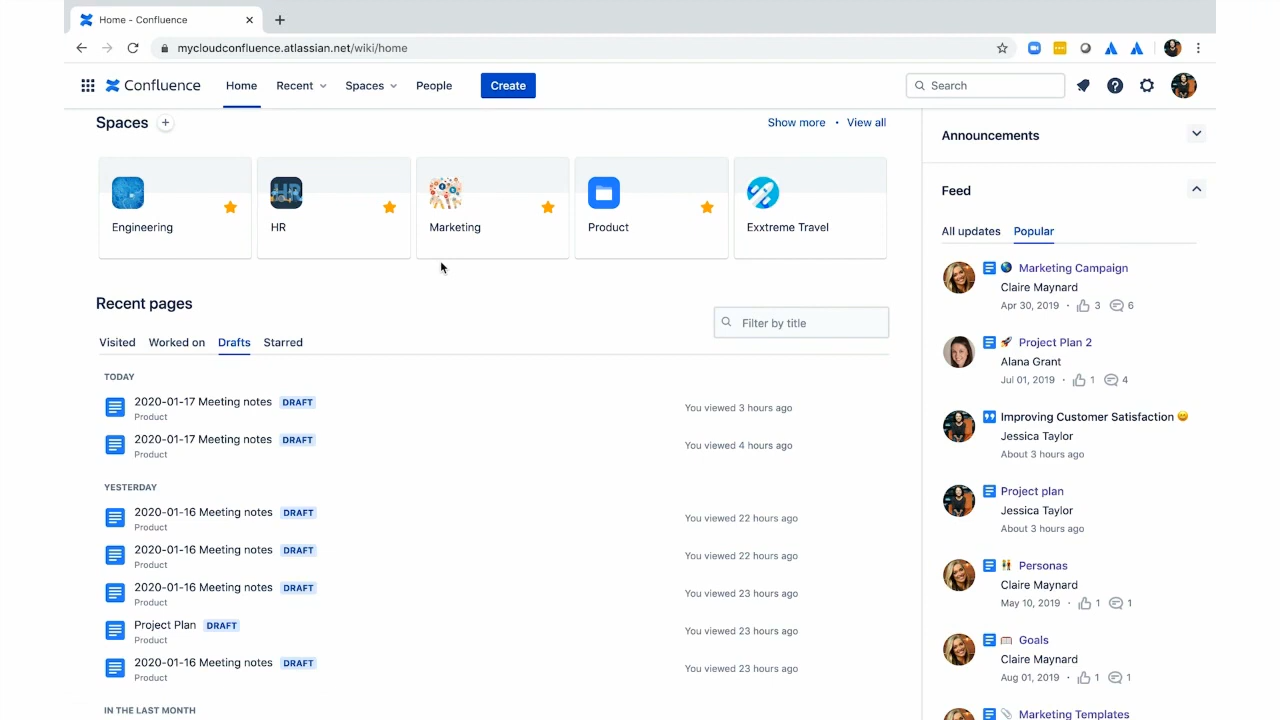 Home - Confluence
mycloudconfluence.atlassian.net/wiki/home
Confluence Home Recent Spaces People Create Search
Spaces
Show more • View all
Engineering
HR
Marketing
Product
Exxtreme Travel
Recent pages
Filter by title
Visited Worked on Drafts Starred
TODAY
2020-01-17 Meeting notes DRAFT
Product
You viewed 3 hours ago
2020-01-17 Meeting notes DRAFT
Product
You viewed 4 hours ago
YESTERDAY
2020-01-16 Meeting notes DRAFT
Product
You viewed 22 hours ago
2020-01-16 Meeting notes DRAFT
Product
You viewed 22 hours ago
2020-01-16 Meeting notes DRAFT
Product
You viewed 23 hours ago
Project Plan DRAFT
Product
You viewed 23 hours ago
2020-01-16 Meeting notes DRAFT
Product
You viewed 23 hours ago
IN THE LAST MONTH
Announcements
Feed
All updates Popular
Marketing Campaign
Claire Maynard
Apr 30, 2019 • 3 6
Project Plan 2
Alana Grant
Jul 01, 2019 • 1 4
Improving Customer Satisfaction 😊
Jessica Taylor
About 3 hours ago
Project plan
Jessica Taylor
About 3 hours ago
Personas
Claire Maynard
May 10, 2019 • 1 1
Goals
Claire Maynard
Aug 01, 2019 • 1 1
Marketing Templates